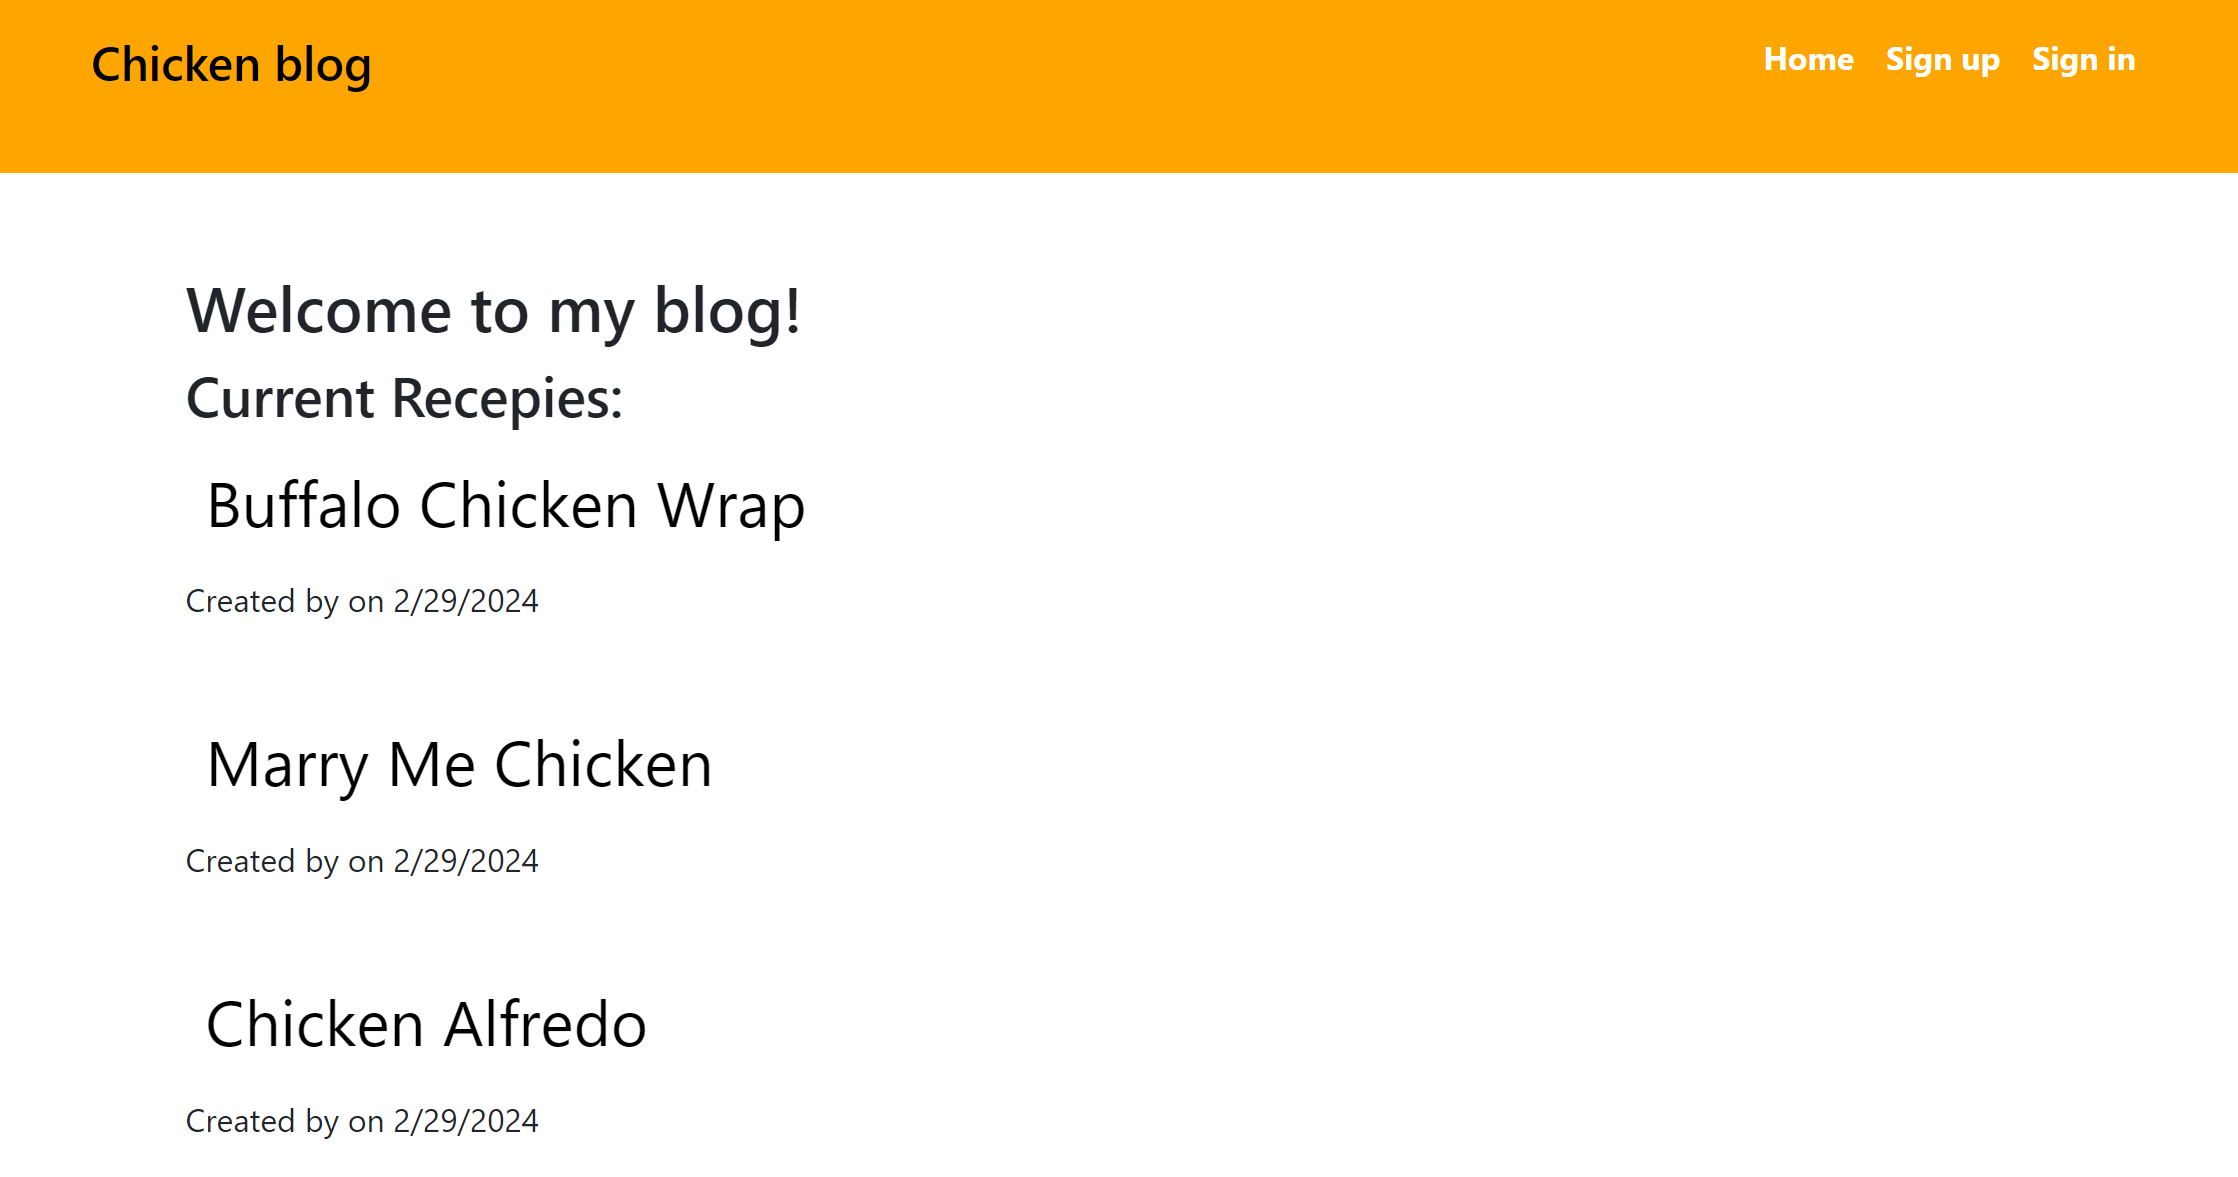 Chicken blog
Home Sign up Sign in
Welcome to my blog!
Current Recepies:
Buffalo Chicken Wrap
Created by on 2/29/2024
Marry Me Chicken
Created by on 2/29/2024
Chicken Alfredo
Created by on 2/29/2024